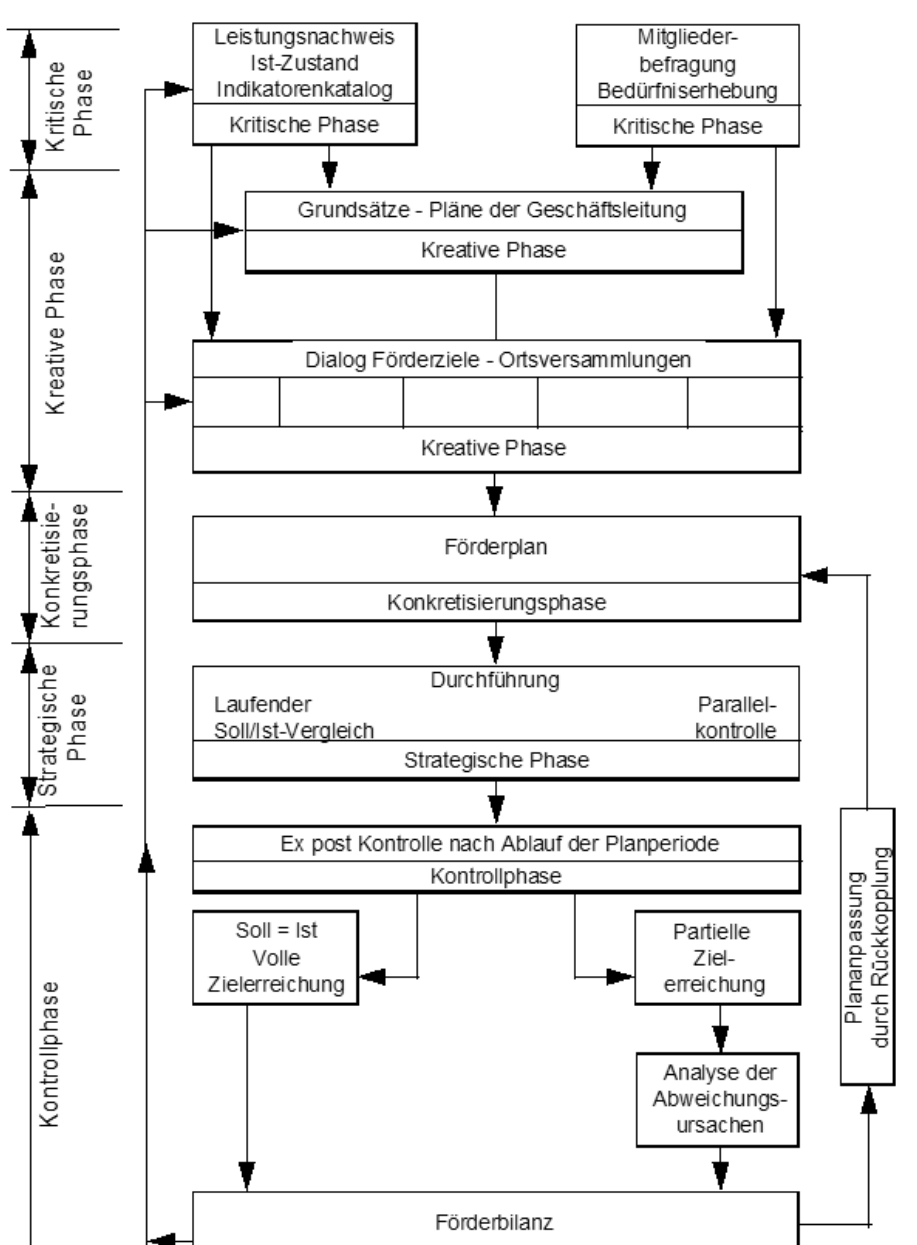 Kritische
Phase
Leistungsnachweis
Ist-Zustand
Indikatorenkatalog
Kritische Phase
Mitglieder-
befragung
Bedürfniserhebung
Kritische Phase
Kreative Phase
Grundsätze - Pläne der Geschäftsleitung
Kreative Phase
Dialog Förderziele - Ortsversammlungen
Kreative Phase
Konkretisie-
rungsphase
Förderplan
Konkretisierungsphase
Strategische
Phase
Durchführung
Laufender
Soll/Ist-Vergleich
Parallel-
kontrolle
Strategische Phase
Kontrollphase
Ex post Kontrolle nach Ablauf der Planperiode
Kontrollphase
Soll = Ist
Volle
Zielerreichung
Partielle
Ziel-
erreichung
Analyse der
Abweichungs-
ursachen
Plananpassung
durch Rückkopplung
Förderbilanz